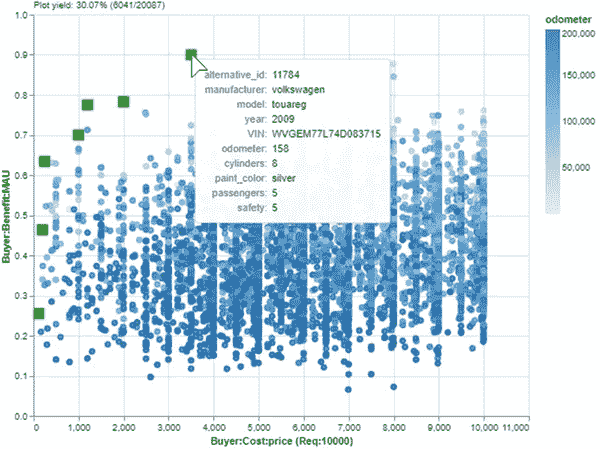 Plot yield: 30.07% (6041/20087)
odometer
1.0
0.9
0.8
0.7
0.6
0.5
0.4
0.3
0.2
0.1
0.0
Buyer:Benefit:MAU
alternative_id: 11784
manufacturer: volkswagen
model: touareg
year: 2009
VIN: WVGEM77L74D083715
odometer: 158
cylinders: 8
paint_color: silver
passengers: 5
safety: 5
200,000
150,000
100,000
50,000
0 1,000 2,000 3,000 4,000 5,000 6,000 7,000 8,000 9,000 10,000 11,000
Buyer:Cost:price (Req:10000)